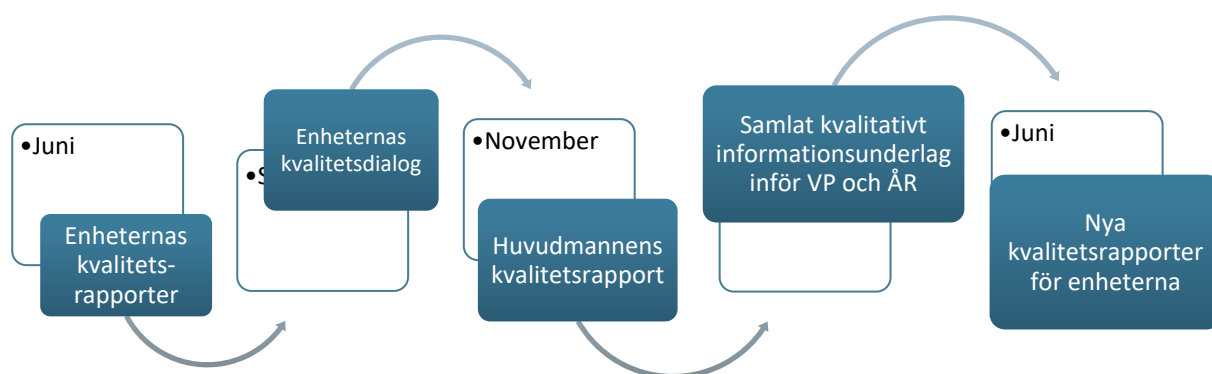 •Juni
Enheternas
kvalitets-
rapporter
Enheternas
kvalitetsdialog
•November
Huvudmannens
kvalitetsrapport
Samlat kvalitativt
informationsunderlag
inför VP och ÅR
•Juni
Nya
kvalitetsrapporter
för enheterna